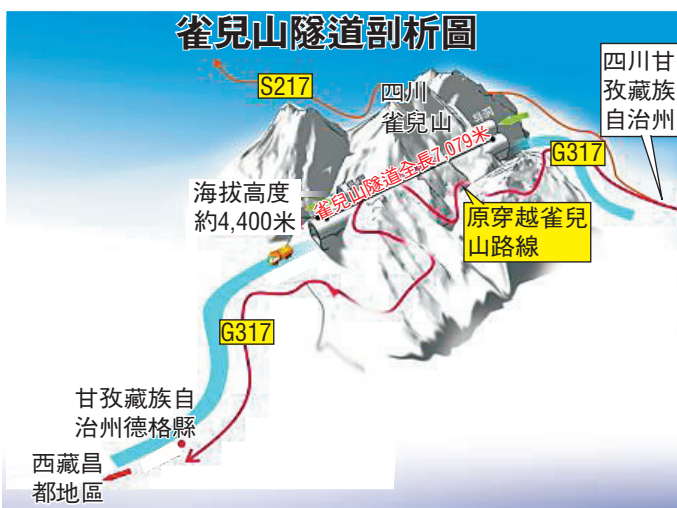 雀兒山隧道剖析圖
S217
四川
雀兒山
四川甘
孜藏族
自治州
G317
雀兒山隧道全長7,079米
海拔高度
約4,400米
原穿越雀兒
山路線
G317
甘孜藏族自
治州德格縣
西藏昌
都地區